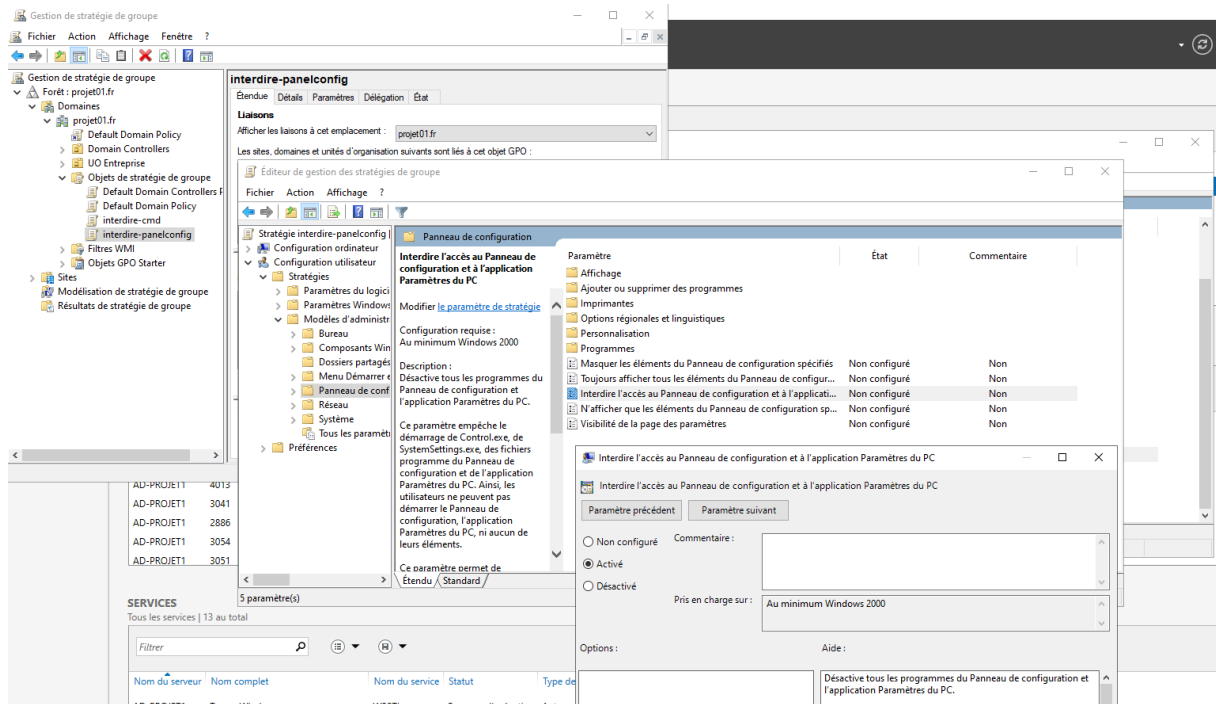 Gestion de stratégie de groupe
Fichier Action Affichage Fenêtre ?
Gestion de stratégie de groupe
Forêt : projet01.fr
Domaines
projet01.fr
Default Domain Policy
Domain Controllers
UO Entreprise
Objets de stratégie de groupe
Default Domain Controllers P
Default Domain Policy
interdire-cmd
interdire-panelconfig
Filtres WMI
Objets GPO Starter
Sites
Modélisation de stratégie de groupe
Résultats de stratégie de groupe
interdire-panelconfig
Étendue Détails Paramètres Délégation État
Liaisons
Afficher les liaisons à cet emplacement : projet01.fr
Les sites, domaines et unités d'organisation suivants sont liés à cet objet GPO :
Éditeur de gestion des stratégies de groupe
Fichier Action Affichage ?
Stratégie interdire-panelconfig
Configuration ordinateur
Configuration utilisateur
Stratégies
Paramètres du logici
Paramètres Windows
Modèles d'administr
Bureau
Composants Win
Dossiers partagés
Menu Démarrer e
Panneau de conf
Réseau
Système
Tous les paramèt
Préférences
Panneau de configuration
Interdire l'accès au Panneau de
configuration et à l'application
Paramètres du PC
Modifier le paramètre de stratégie
Configuration requise :
Au minimum Windows 2000
Description :
Désactive tous les programmes du
Panneau de configuration et
l'application Paramètres du PC.
Ce paramètre empêche le
démarrage de Control.exe, de
SystemSettings.exe, des fichiers
programme du Panneau de
configuration et de l'application
Paramètres du PC. Ainsi, les
utilisateurs ne peuvent pas
démarrer le Panneau de
configuration, l'application
Paramètres du PC, ni aucun de
leurs éléments.
Ce paramètre permet de
Paramètre État Commentaire
Affichage
Ajouter ou supprimer des programmes
Imprimantes
Options régionales et linguistiques
Personnalisation
Programmes
Masquer les éléments du Panneau de configuration spécifiés Non configuré Non
Toujours afficher tous les éléments du Panneau de configur... Non configuré Non
Interdire l'accès au Panneau de configuration et à l'applicati... Non configuré Non
N'afficher que les éléments du Panneau de configuration sp... Non configuré Non
Visibilité de la page des paramètres Non configuré Non
Étendu Standard
5 paramètre(s)
Interdire l'accès au Panneau de configuration et à l'application Paramètres du PC
Interdire l'accès au Panneau de configuration et à l'application Paramètres du PC
Paramètre précédent Paramètre suivant
Non configuré Commentaire :
Activé
Désactivé
Pris en charge sur : Au minimum Windows 2000
Options : Aide :
Désactive tous les programmes du Panneau de configuration et
l'application Paramètres du PC.
AD-PROJET1 4013
AD-PROJET1 3041
AD-PROJET1 2886
AD-PROJET1 3054
AD-PROJET1 3051
SERVICES
Tous les services | 13 au total
Filtrer
Nom du serveur Nom complet Nom du service Statut Type de